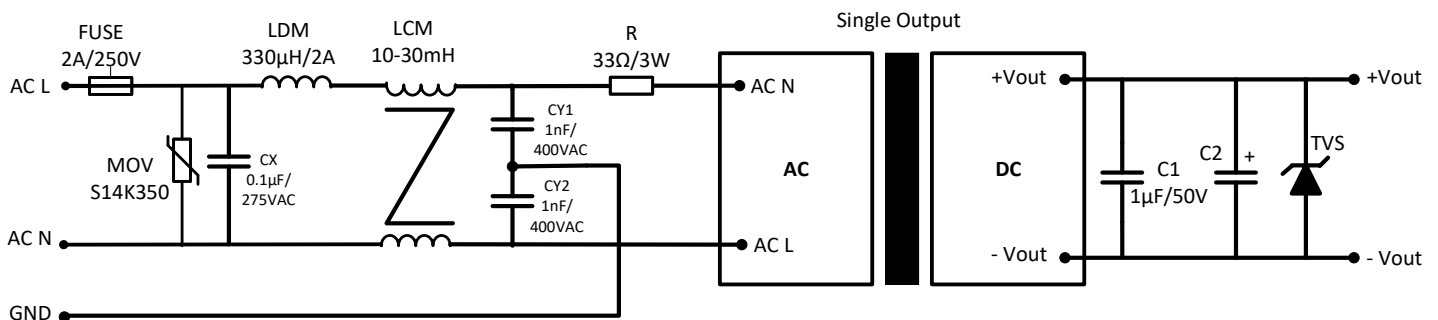 Single Output
FUSE
2A/250V
LDM
330µH/2A
LCM
10-30mH
R
33Ω/3W
AC L
AC N
+Vout
+Vout
CY1
1nF/
400VAC
MOV
S14K350
CX
0.1µF/
275VAC
AC
DC
C1
1µF/50V
C2
+
TVS
CY2
1nF/
400VAC
AC N
AC L
- Vout
- Vout
GND